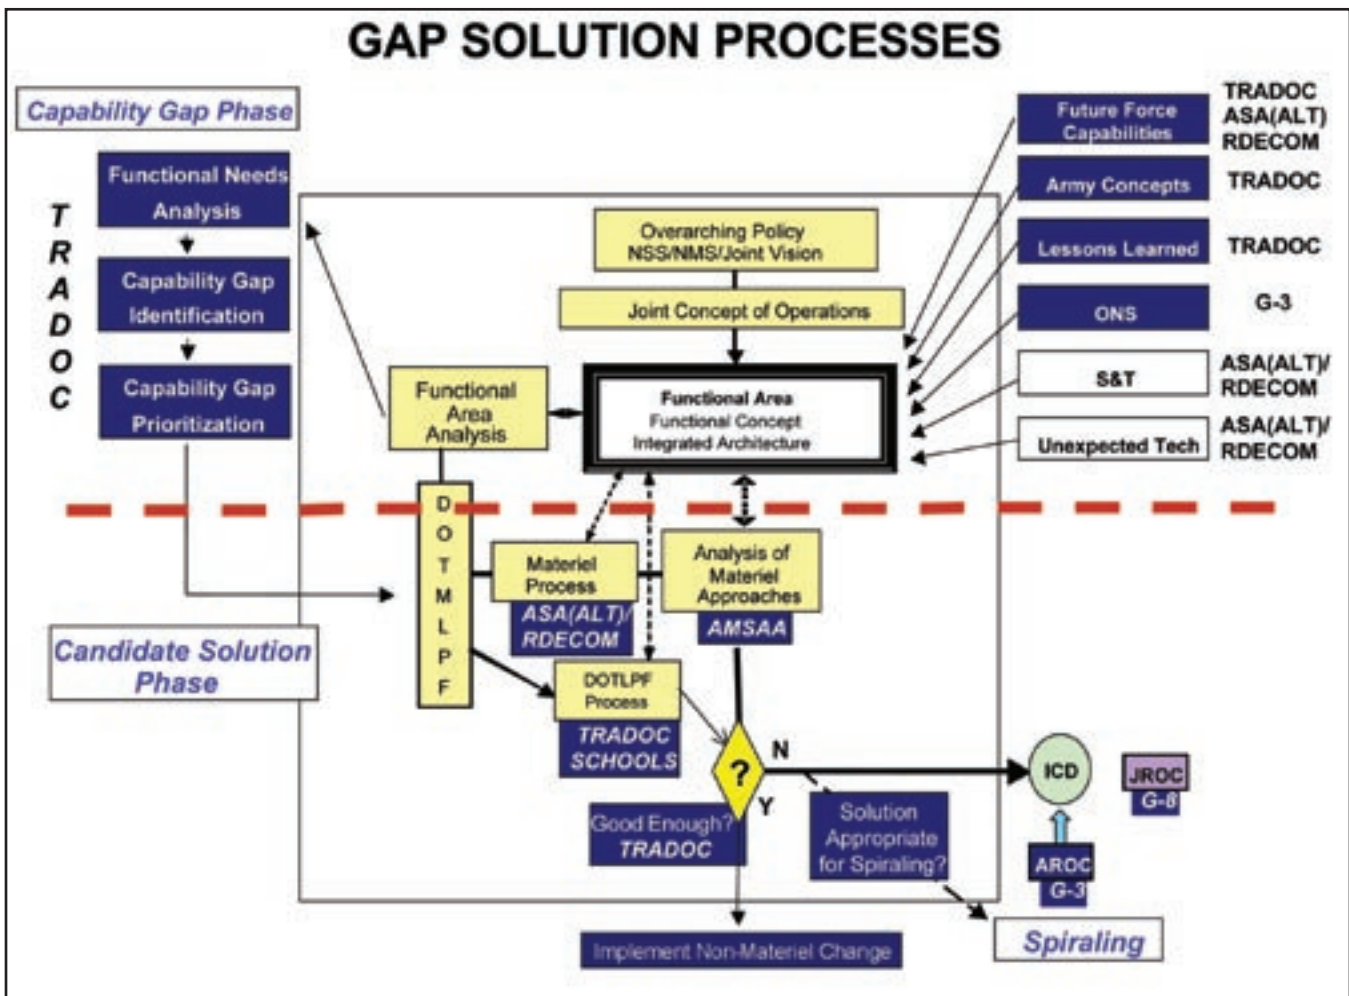 GAP SOLUTION PROCESSES
Capability Gap Phase
TRADOC
Functional Needs
Analysis
Capability Gap
Identification
Capability Gap
Prioritization
Overarching Policy
NSS/NMS/Joint Vision
Joint Concept of Operations
Functional
Area
Analysis
Functional Area
Functional Concept
Integrated Architecture
Future Force
Capabilities
TRADOC
ASA(ALT)
RDECOM
Army Concepts
TRADOC
Lessons Learned
TRADOC
ONS
G-3
S&T
ASA(ALT)/
RDECOM
Unexpected Tech
ASA(ALT)/
RDECOM
DOTMLPF
Materiel
Process
ASA(ALT)/
RDECOM
Analysis of
Materiel
Approaches
AMSAA
Candidate Solution
Phase
DOTLPF
Process
TRADOC
SCHOOLS
?
N
Y
Good Enough?
TRADOC
Solution
Appropriate
for Spiraling?
ICD
JROC
G-8
AROC
G-3
Spiraling
Implement Non-Materiel Change